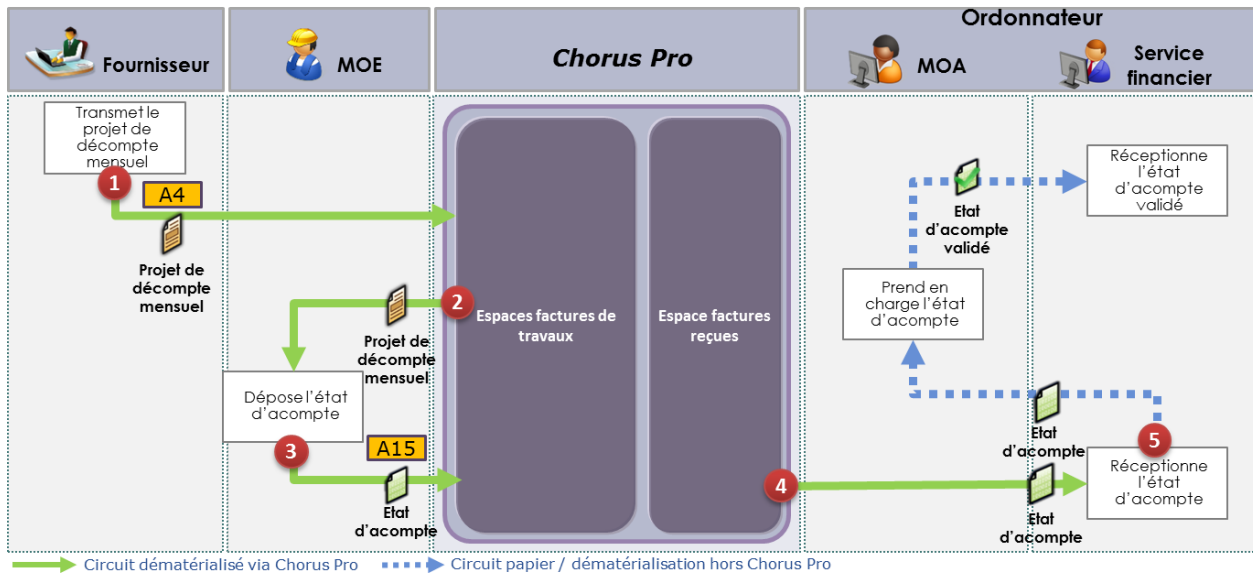 Fournisseur
MOE
Chorus Pro
Ordonnateur
MOA
Service
financier
Transmet le
projet de
décompte
mensuel
1
A4
Projet de
décompte
mensuel
2
Projet de
décompte
mensuel
Dépose l’état
d’acompte
3
A15
Etat
d’acompte
Espaces factures de
travaux
Espace factures
reçues
4
Etat
d’acompte
Réceptionne
l’état
d’acompte
5
Etat
d’acompte
Prend en
charge l’état
d’acompte
Etat
d’acompte
validé
Réceptionne
l’état
d’acompte
validé
Circuit dématérialisé via Chorus Pro
Circuit papier / dématérialisation hors Chorus Pro